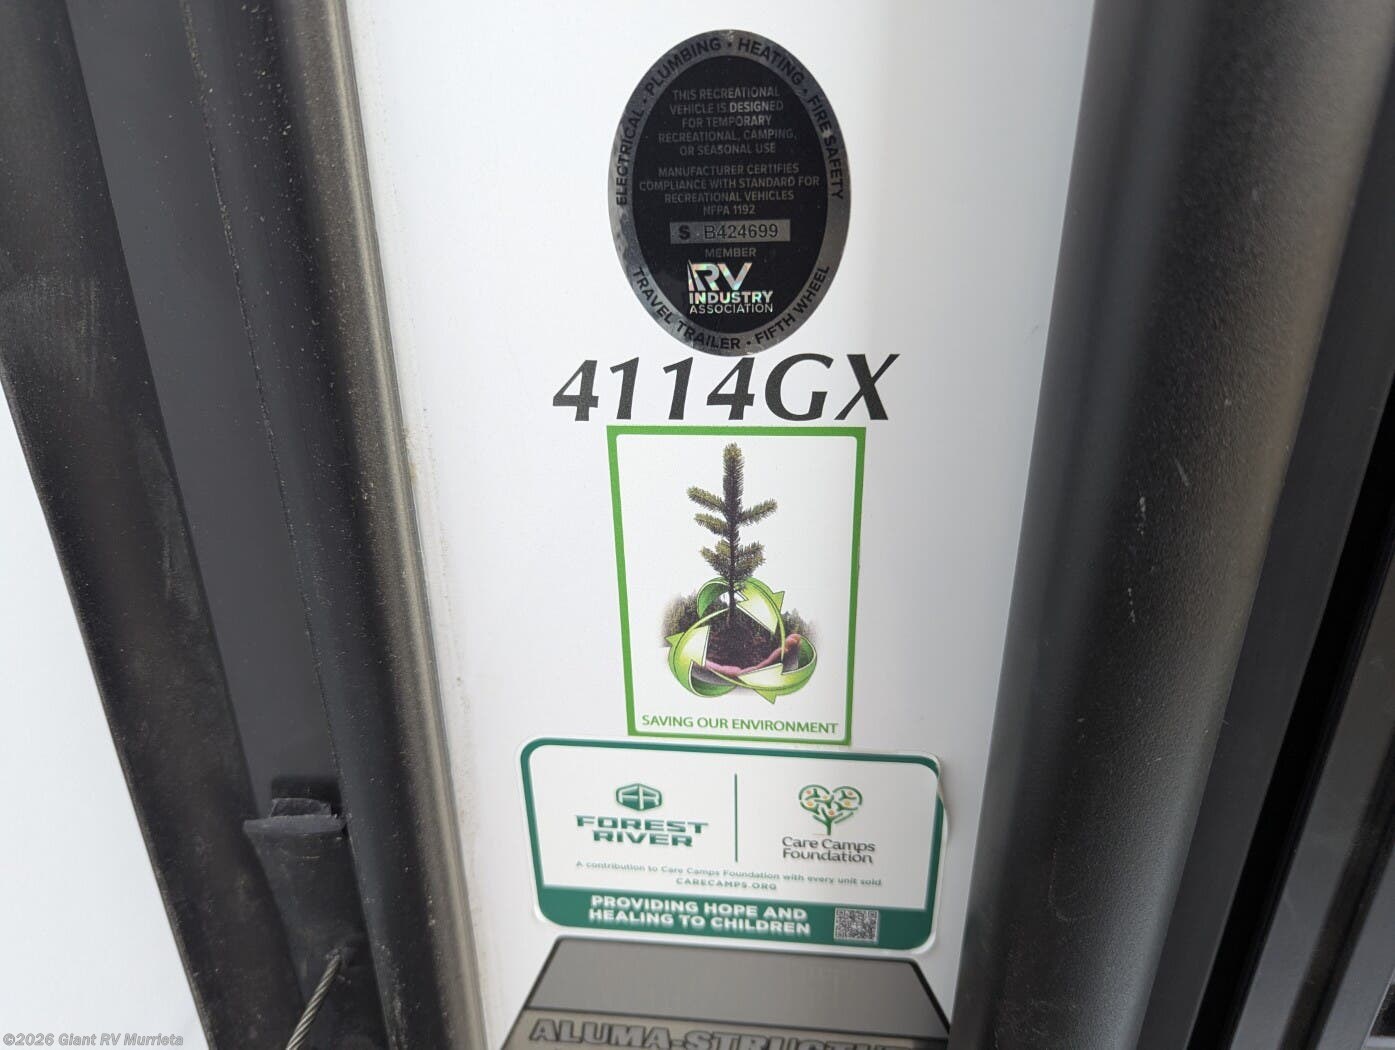 ELECTRICAL • PLUMBING • HEATING • FIRE SAFETY
THIS RECREATIONAL
VEHICLE IS DESIGNED
FOR TEMPORARY
RECREATIONAL, CAMPING,
OR SEASONAL USE
MANUFACTURER CERTIFIES
COMPLIANCE WITH STANDARD FOR
RECREATIONAL VEHICLES
NFPA 1192
S - B424699
MEMBER
RV
INDUSTRY
ASSOCIATION
TRAVEL TRAILER • FIFTH WHEEL
4114GX
SAVING OUR ENVIRONMENT
FR
FOREST
RIVER
Care Camps
Foundation
A contribution to Care Camps Foundation with every unit sold
CARECAMPS.ORG
PROVIDING HOPE AND
HEALING TO CHILDREN
©2026 Giant RV Murrieta